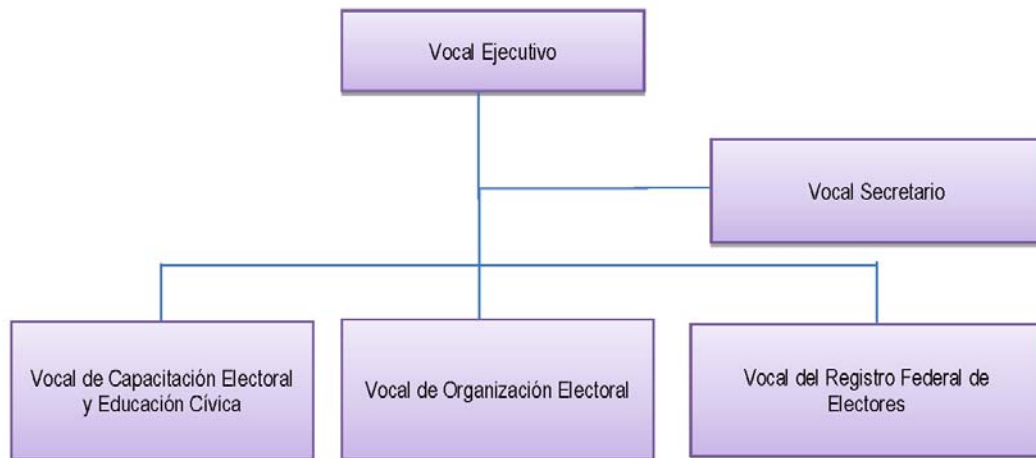 Vocal Ejecutivo
Vocal Secretario
Vocal de Capacitación Electoral
y Educación Cívica
Vocal de Organización Electoral
Vocal del Registro Federal de
Electores